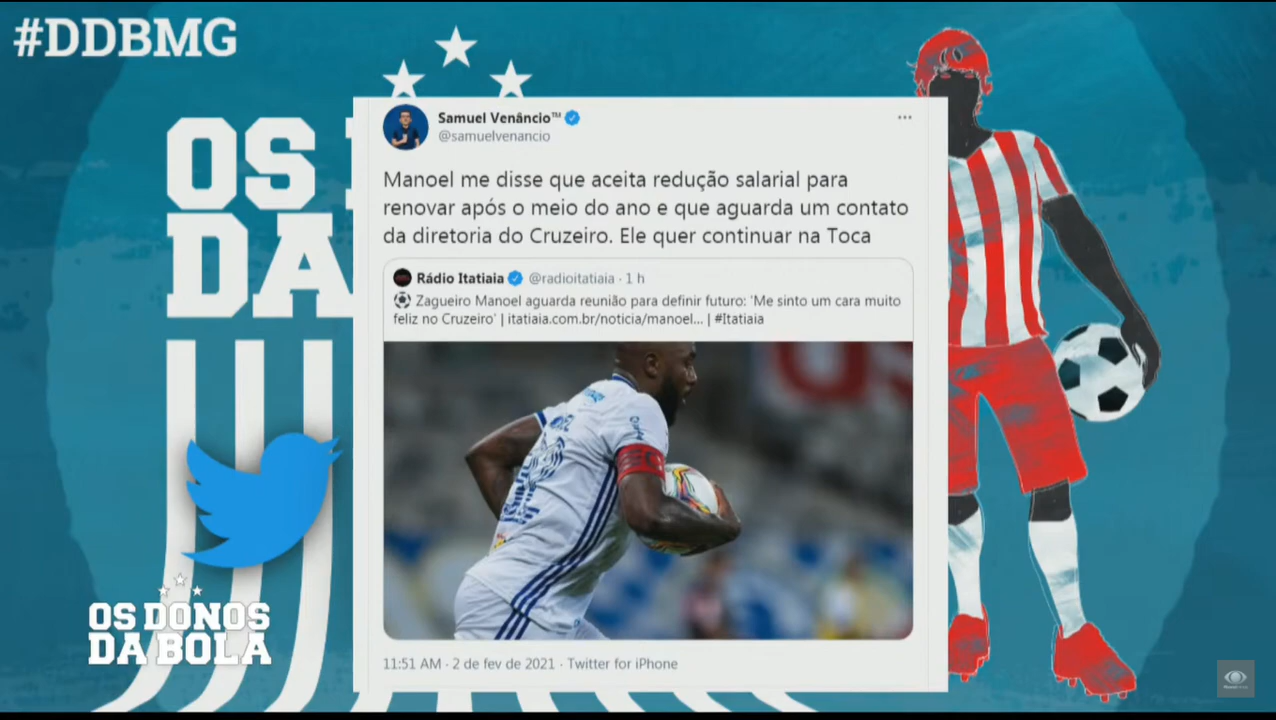 #DDBMG
OS
DA
Samuel Venâncio™
@samuelvenancio
Manoel me disse que aceita redução salarial para
renovar após o meio do ano e que aguarda um contato
da diretoria do Cruzeiro. Ele quer continuar na Toca
Rádio Itatiaia @radioitatiaia · 1 h
Zagueiro Manoel aguarda reunião para definir futuro: 'Me sinto um cara muito
feliz no Cruzeiro' | itatiaia.com.br/noticia/manoel... | #Itatiaia
11:51 AM · 2 de fev de 2021 · Twitter for iPhone
OS DONOS
DA BOLA